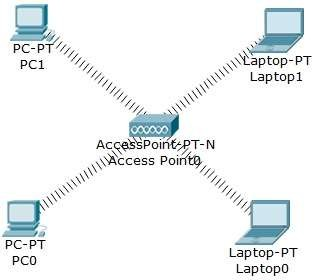 PC-PT
PC1
Laptop-PT
Laptop1
AccessPoint-PT-N
Access Point0
PC-PT
PC0
Laptop-PT
Laptop0